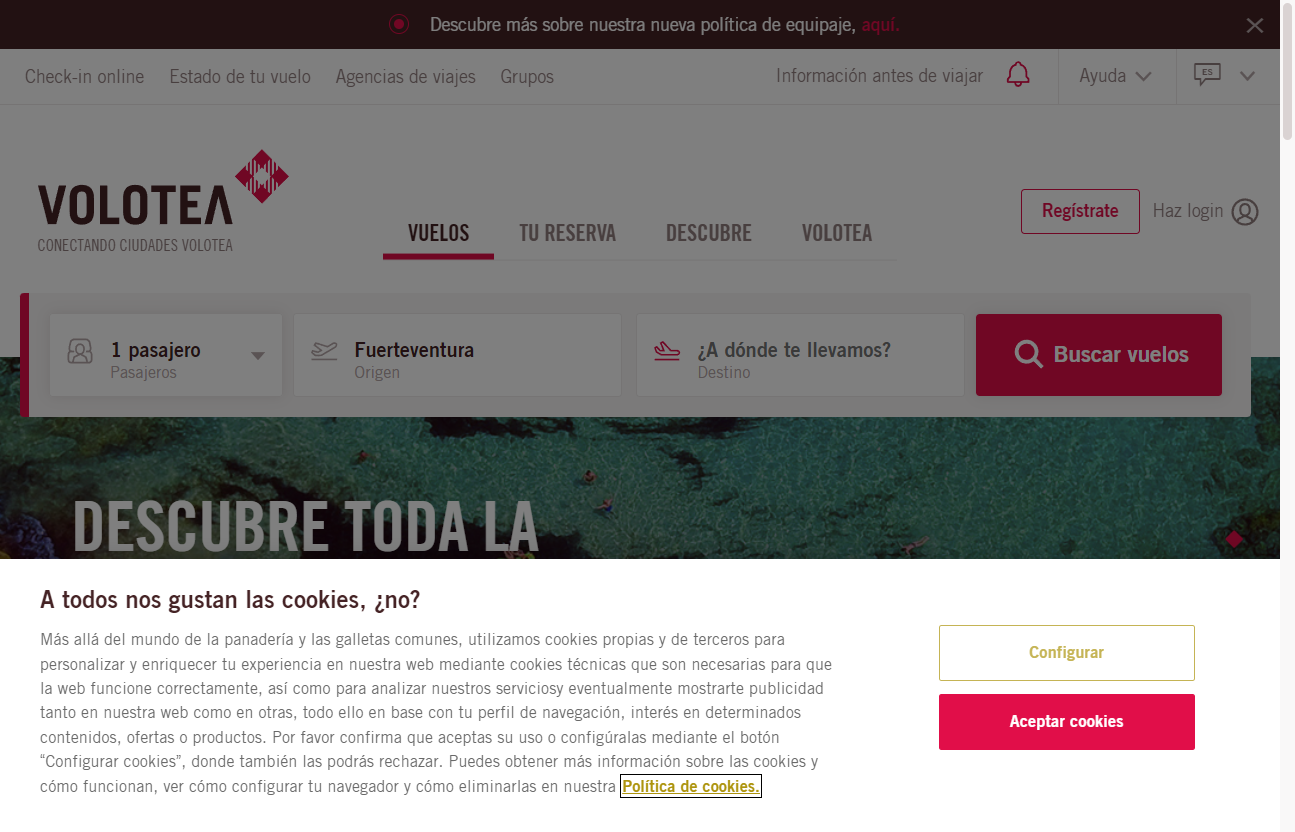 Descubre más sobre nuestra nueva política de equipaje, aquí.
Check-in online Estado de tu vuelo Agencias de viajes Grupos Información antes de viajar Ayuda ES
VOLOTEA
CONECTANDO CIUDADES VOLOTEA
VUELOS TU RESERVA DESCUBRE VOLOTEA
Regístrate Haz login
1 pasajero
Pasajeros
Fuerteventura
Origen
¿A dónde te llevamos?
Destino
Buscar vuelos
DESCUBRE TODA LA
A todos nos gustan las cookies, ¿no?
Más allá del mundo de la panadería y las galletas comunes, utilizamos cookies propias y de terceros para
personalizar y enriquecer tu experiencia en nuestra web mediante cookies técnicas que son necesarias para que
la web funcione correctamente, así como para analizar nuestros serviciosy eventualmente mostrarte publicidad
tanto en nuestra web como en otras, todo ello en base con tu perfil de navegación, interés en determinados
contenidos, ofertas o productos. Por favor confirma que aceptas su uso o configúralas mediante el botón
“Configurar cookies”, donde también las podrás rechazar. Puedes obtener más información sobre las cookies y
cómo funcionan, ver cómo configurar tu navegador y cómo eliminarlas en nuestra Política de cookies.
Configurar
Aceptar cookies